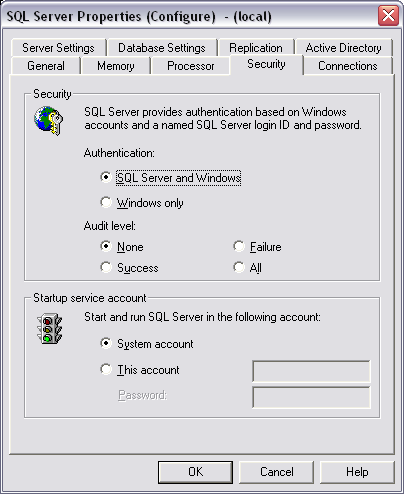 SQL Server Properties (Configure) - (local)
Server Settings Database Settings Replication Active Directory
General Memory Processor Security Connections
Security
SQL Server provides authentication based on Windows
accounts and a named SQL Server login ID and password.
Authentication:
SQL Server and Windows
Windows only
Audit level:
None Failure
Success All
Startup service account
Start and run SQL Server in the following account:
System account
This account
Password:
OK Cancel Help